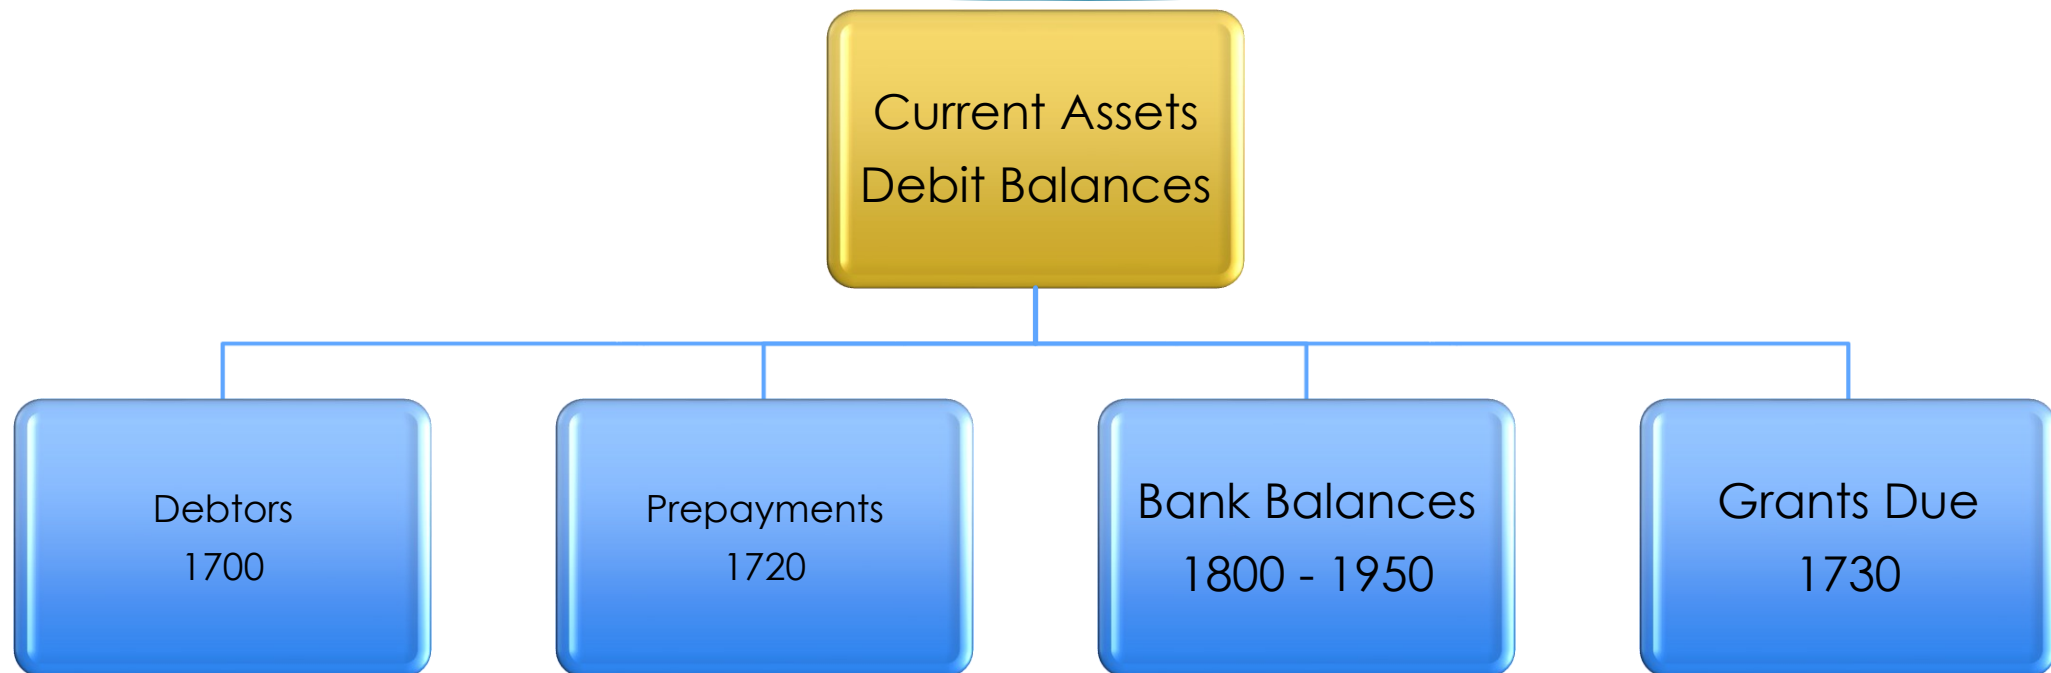 Current Assets
Debit Balances
Debtors
1700
Prepayments
1720
Bank Balances
1800 - 1950
Grants Due
1730